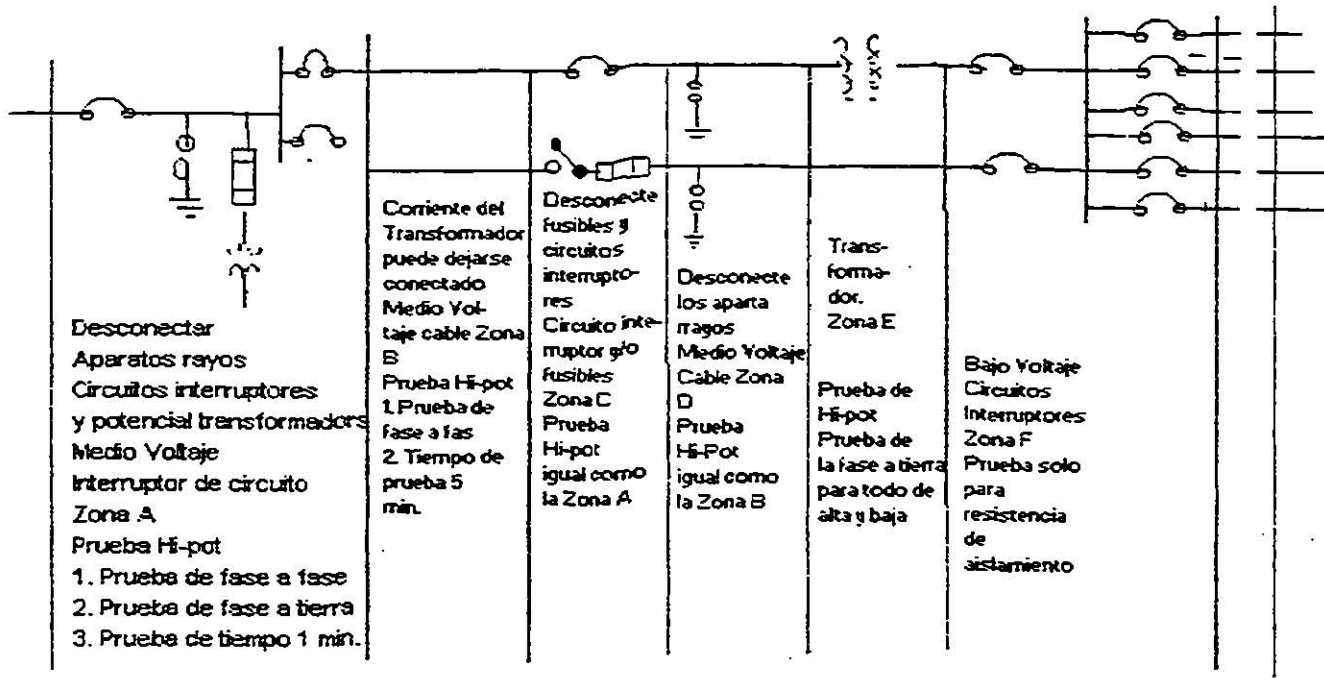 Desconectar
Aparatos rayos
Circuitos interruptores
y potencial transformadors
Medio Voltaje
Interruptor de circuito
Zona A
Prueba Hi-pot
1. Prueba de fase a fase
2. Prueba de fase a tierra
3. Prueba de tiempo 1 min.
Corriente del
Transformador
puede dejarse
conectado
Medio Vol-
taje cable Zona
B
Prueba Hi-pot
1. Prueba de
fase a fas
2. Tiempo de
prueba 5
min.
Desconecte
fusibles y
circuitos
interrupto-
res
Circuito inte-
rruptor y/o
fusibles
Zona C
Prueba
Hi-pot
igual como
la Zona A
Desconecte
los aparta
rrayos
Medio Voltaje
Cable Zona
D
Prueba
Hi-Pot
igual como
la Zona B
Trans-
forma-
dor.
Zona E
Prueba de
Hi-pot
Prueba de
la fase a tierra
para todo de
alta y baja
Bajo Voltaje
Circuitos
Interruptores
Zona F
Prueba solo
para
resistencia
de
aislamiento